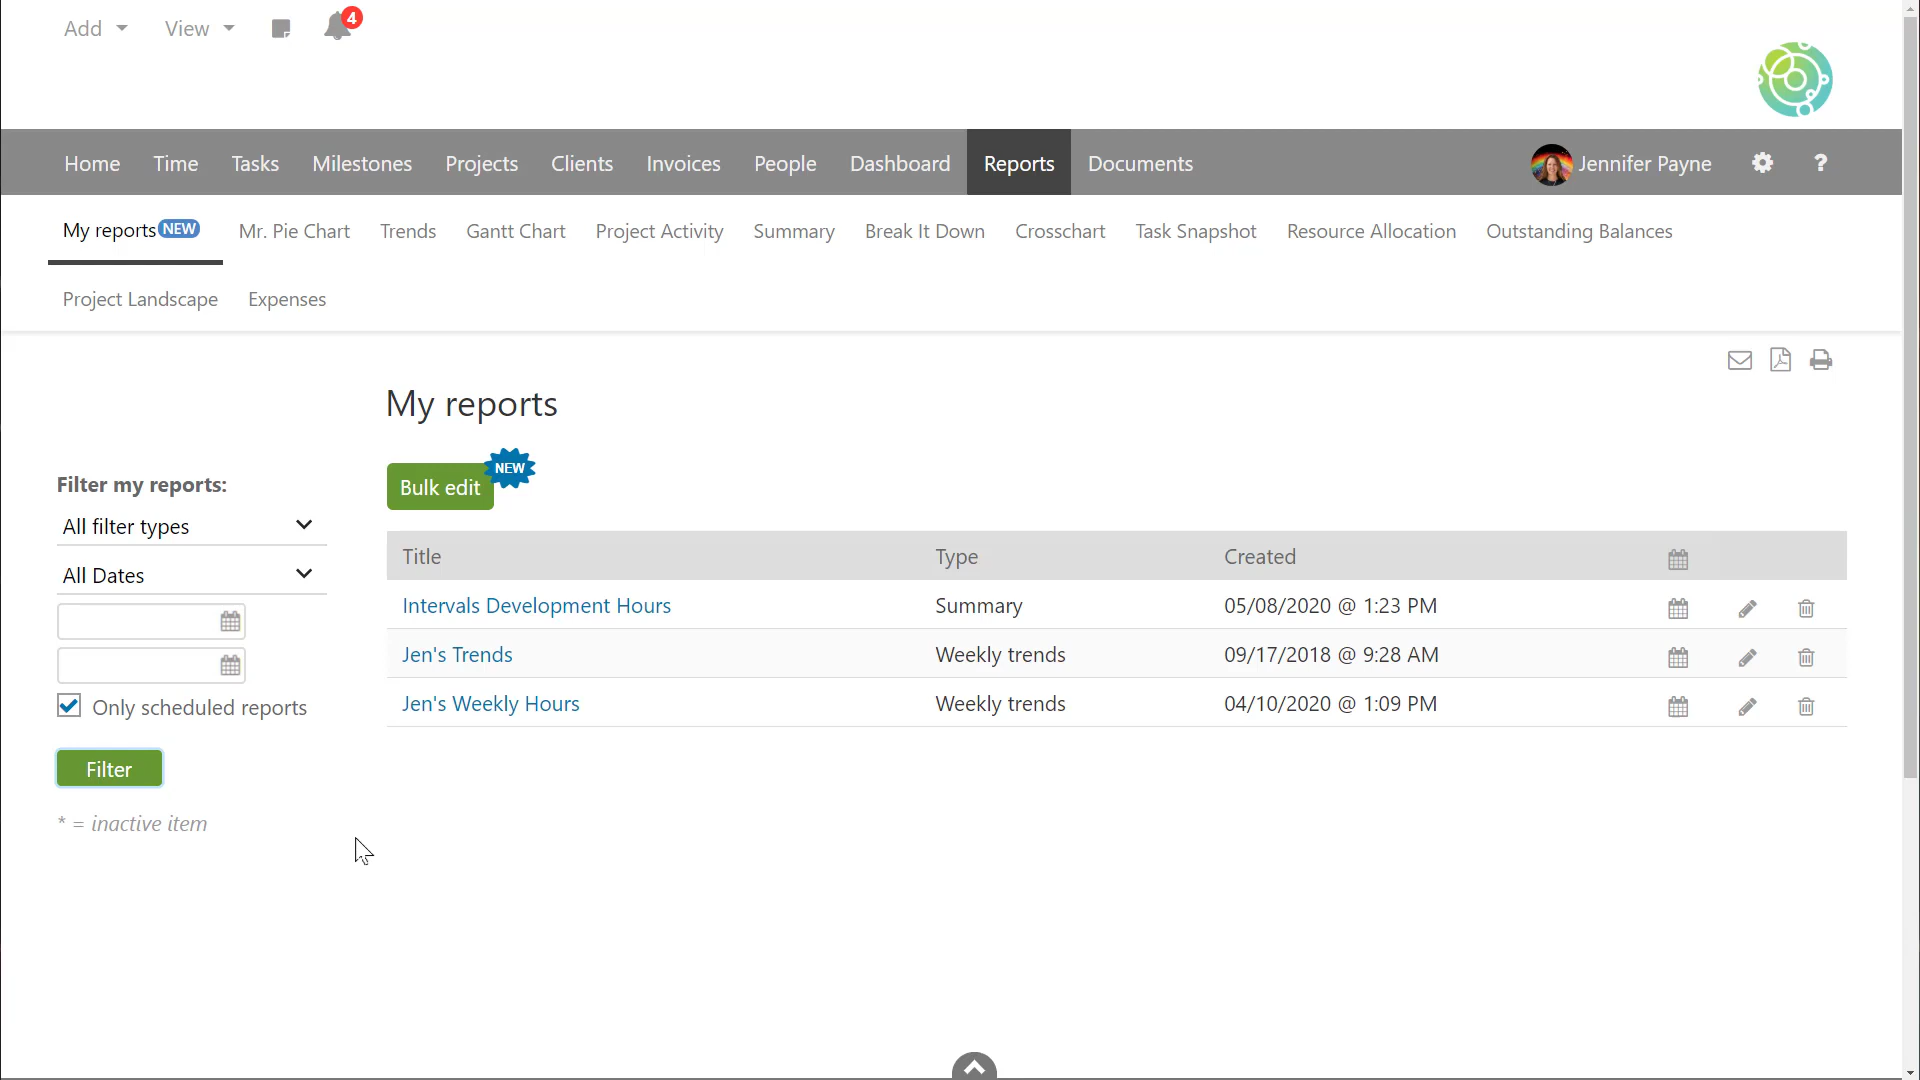 Add View 4
Home Time Tasks Milestones Projects Clients Invoices People Dashboard Reports Documents Jennifer Payne ?
My reports NEW Mr. Pie Chart Trends Gantt Chart Project Activity Summary Break It Down Crosschart Task Snapshot Resource Allocation Outstanding Balances
Project Landscape Expenses
My reports
Bulk edit NEW
Filter my reports:
All filter types
All Dates
Only scheduled reports
Filter
* = inactive item
Title Type Created
Intervals Development Hours Summary 05/08/2020 @ 1:23 PM
Jen's Trends Weekly trends 09/17/2018 @ 9:28 AM
Jen's Weekly Hours Weekly trends 04/10/2020 @ 1:09 PM